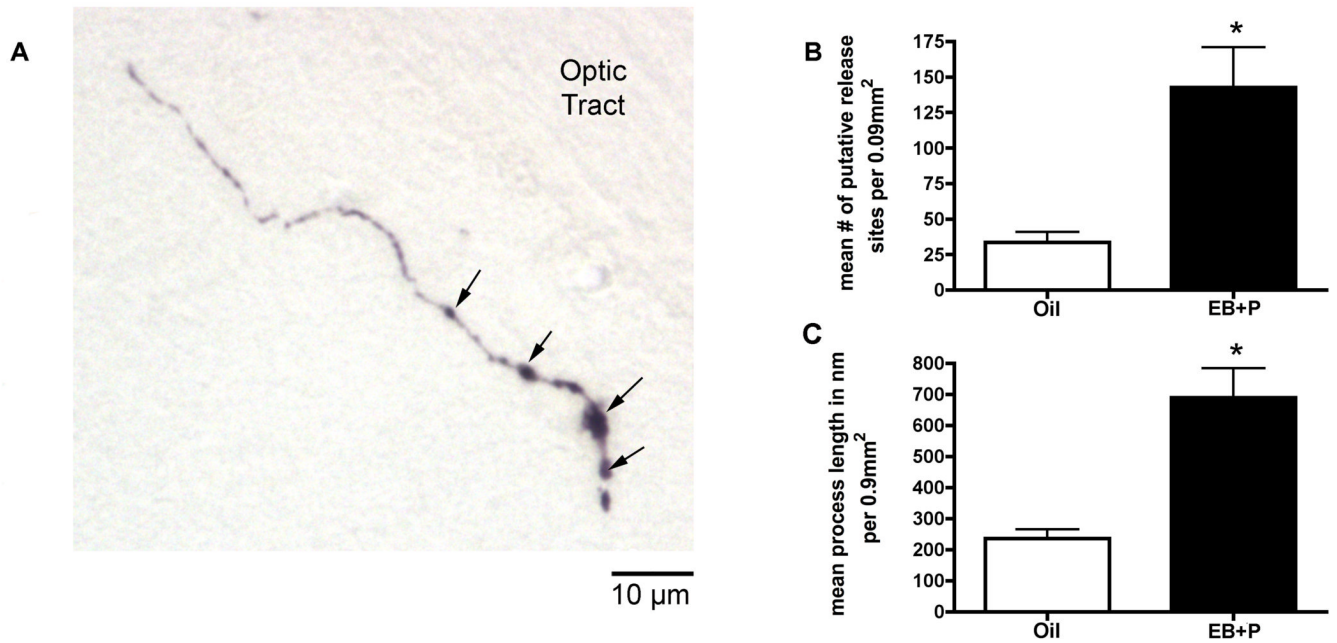 A
Optic
Tract
10 µm
B
mean # of putative release
sites per 0.09mm²
175
150
125
100
75
50
25
0
*
Oil
EB+P
C
mean process length in nm
per 0.9mm²
800
700
600
500
400
300
200
100
0
*
Oil
EB+P